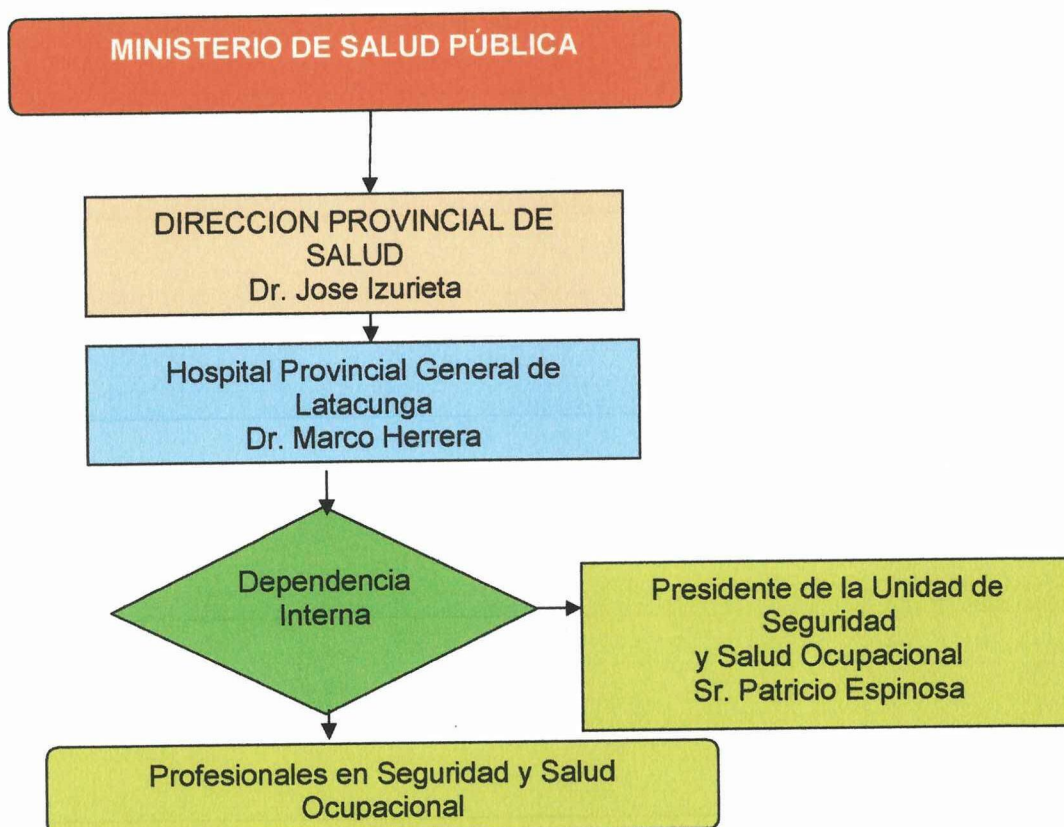 MINISTERIO DE SALUD PÚBLICA
DIRECCION PROVINCIAL DE
SALUD
Dr. Jose Izurieta
Hospital Provincial General de
Latacunga
Dr. Marco Herrera
Dependencia
Interna
Presidente de la Unidad de
Seguridad
y Salud Ocupacional
Sr. Patricio Espinosa
Profesionales en Seguridad y Salud
Ocupacional